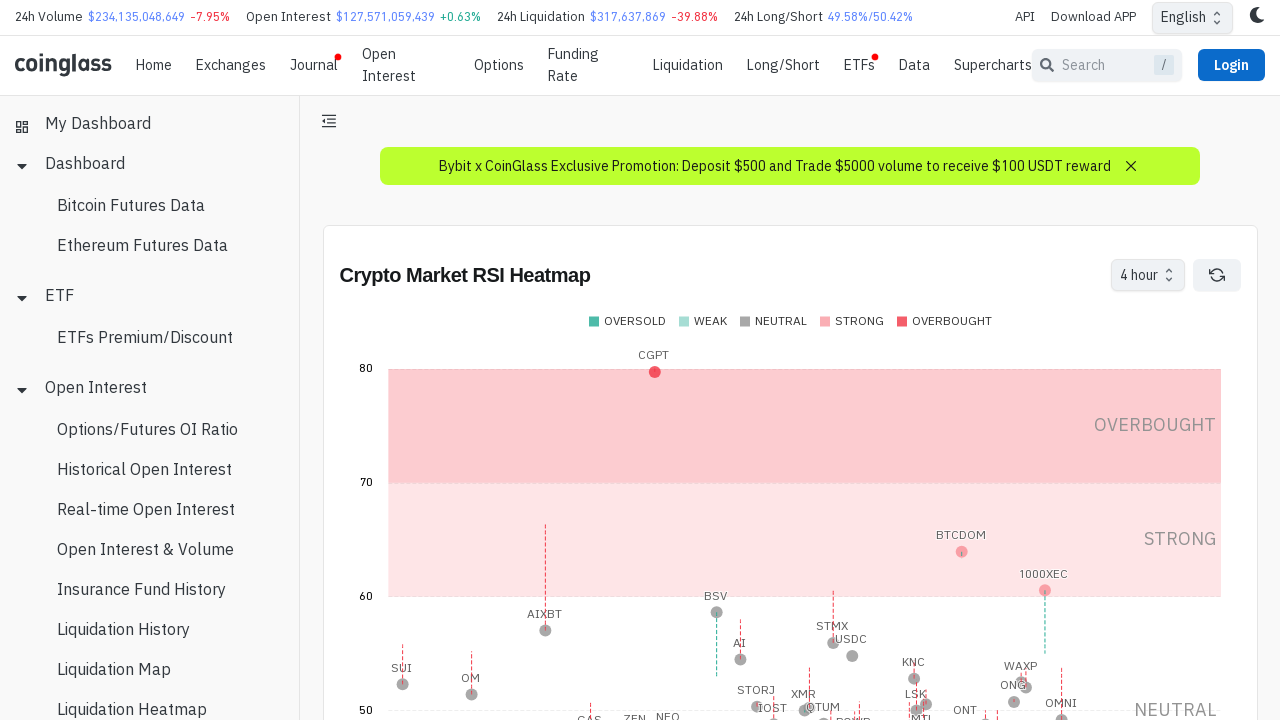 24h Volume $234,135,048,649 -7.95% Open Interest $127,571,059,439 +0.63% 24h Liquidation $317,637,869 -39.88% 24h Long/Short 49.58%/50.42% API Download APP English
coinglass Home Exchanges Journal Open Interest Options Funding Rate Liquidation Long/Short ETFs Data Supercharts Search / Login
My Dashboard
Dashboard
Bitcoin Futures Data
Ethereum Futures Data
ETF
ETFs Premium/Discount
Open Interest
Options/Futures OI Ratio
Historical Open Interest
Real-time Open Interest
Open Interest & Volume
Insurance Fund History
Liquidation History
Liquidation Map
Liquidation Heatmap
Bybit x CoinGlass Exclusive Promotion: Deposit $500 and Trade $5000 volume to receive $100 USDT reward
Crypto Market RSI Heatmap
4 hour
OVERSOLD WEAK NEUTRAL STRONG OVERBOUGHT
CGPT
80
OVERBOUGHT
70
BTCDOM
STRONG
1000XEC
60
BSV
AIXBT
STMX
USDC
AI
KNC
SUI
WAXP
OM
ONG
STORJ
XMR
LSK
OMNI
IOST
QTUM
ONT
50
NEUTRAL
GAS
ZEN
NEO
MTL